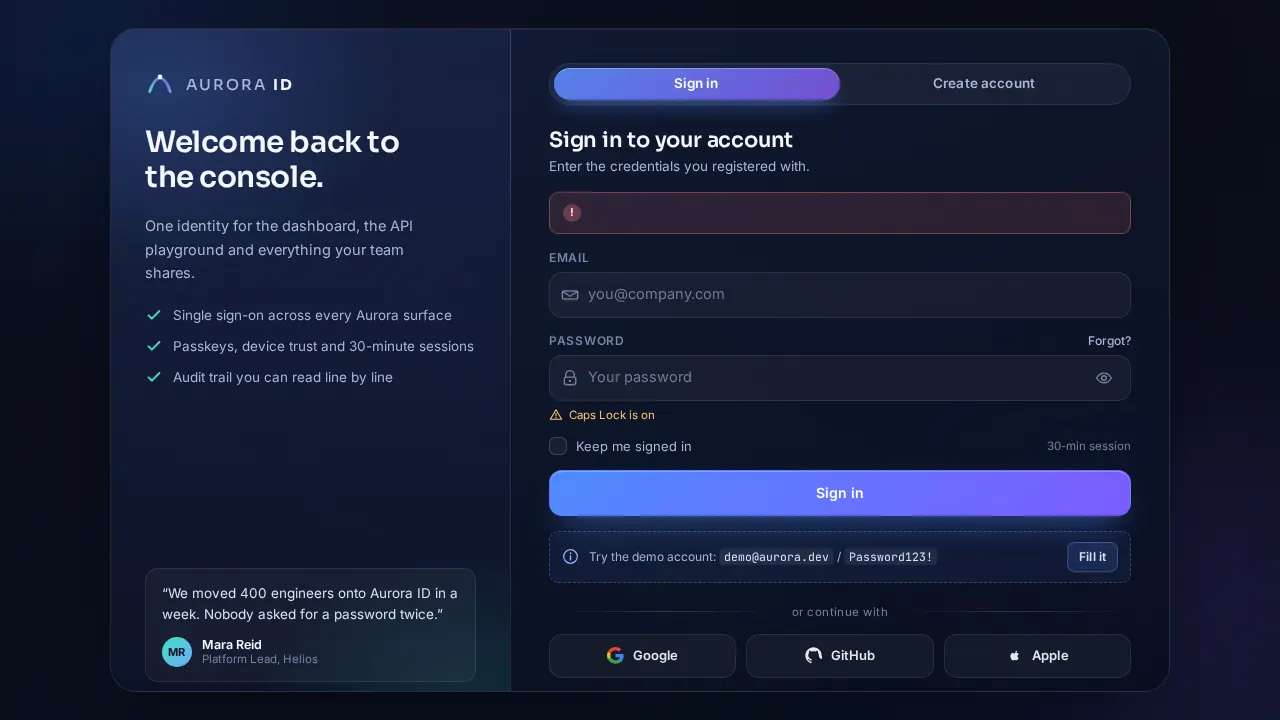 AURORA ID
Welcome back to
the console.
One identity for the dashboard, the API
playground and everything your team
shares.
Single sign-on across every Aurora surface
Passkeys, device trust and 30-minute sessions
Audit trail you can read line by line
“We moved 400 engineers onto Aurora ID in a
week. Nobody asked for a password twice.”
MR
Mara Reid
Platform Lead, Helios
Sign in
Create account
Sign in to your account
Enter the credentials you registered with.
!
EMAIL
you@company.com
PASSWORD
Forgot?
Your password
Caps Lock is on
Keep me signed in
30-min session
Sign in
Try the demo account: demo@aurora.dev / Password123!
Fill it
or continue with
Google
GitHub
Apple